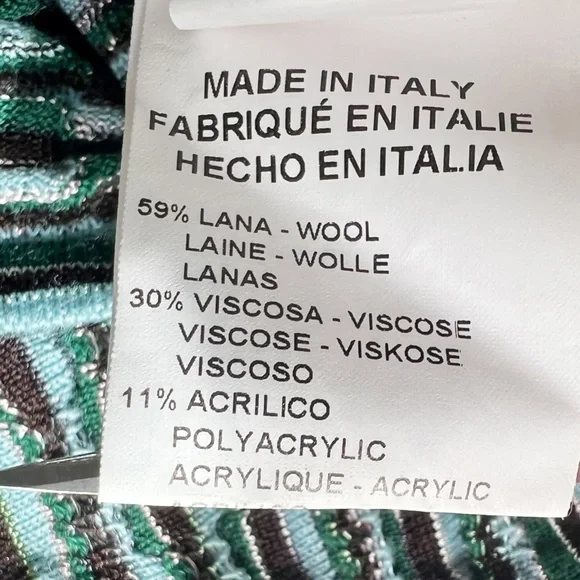 MADE IN ITALY
FABRIQUÉ EN ITALIE
HECHO EN ITALIA
59% LANA - WOOL
LAINE - WOLLE
LANAS
30% VISCOSA - VISCOSE
VISCOSE - VISKOSE
VISCOSO
11% ACRILICO
POLYACRYLIC
ACRYLIQUE - ACRYLIC